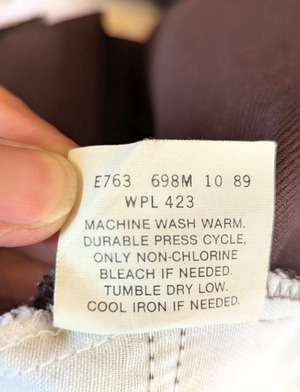 E763 698M 10 89
WPL 423
MACHINE WASH WARM.
DURABLE PRESS CYCLE,
ONLY NON-CHLORINE
BLEACH IF NEEDED.
TUMBLE DRY LOW.
COOL IRON IF NEEDED.